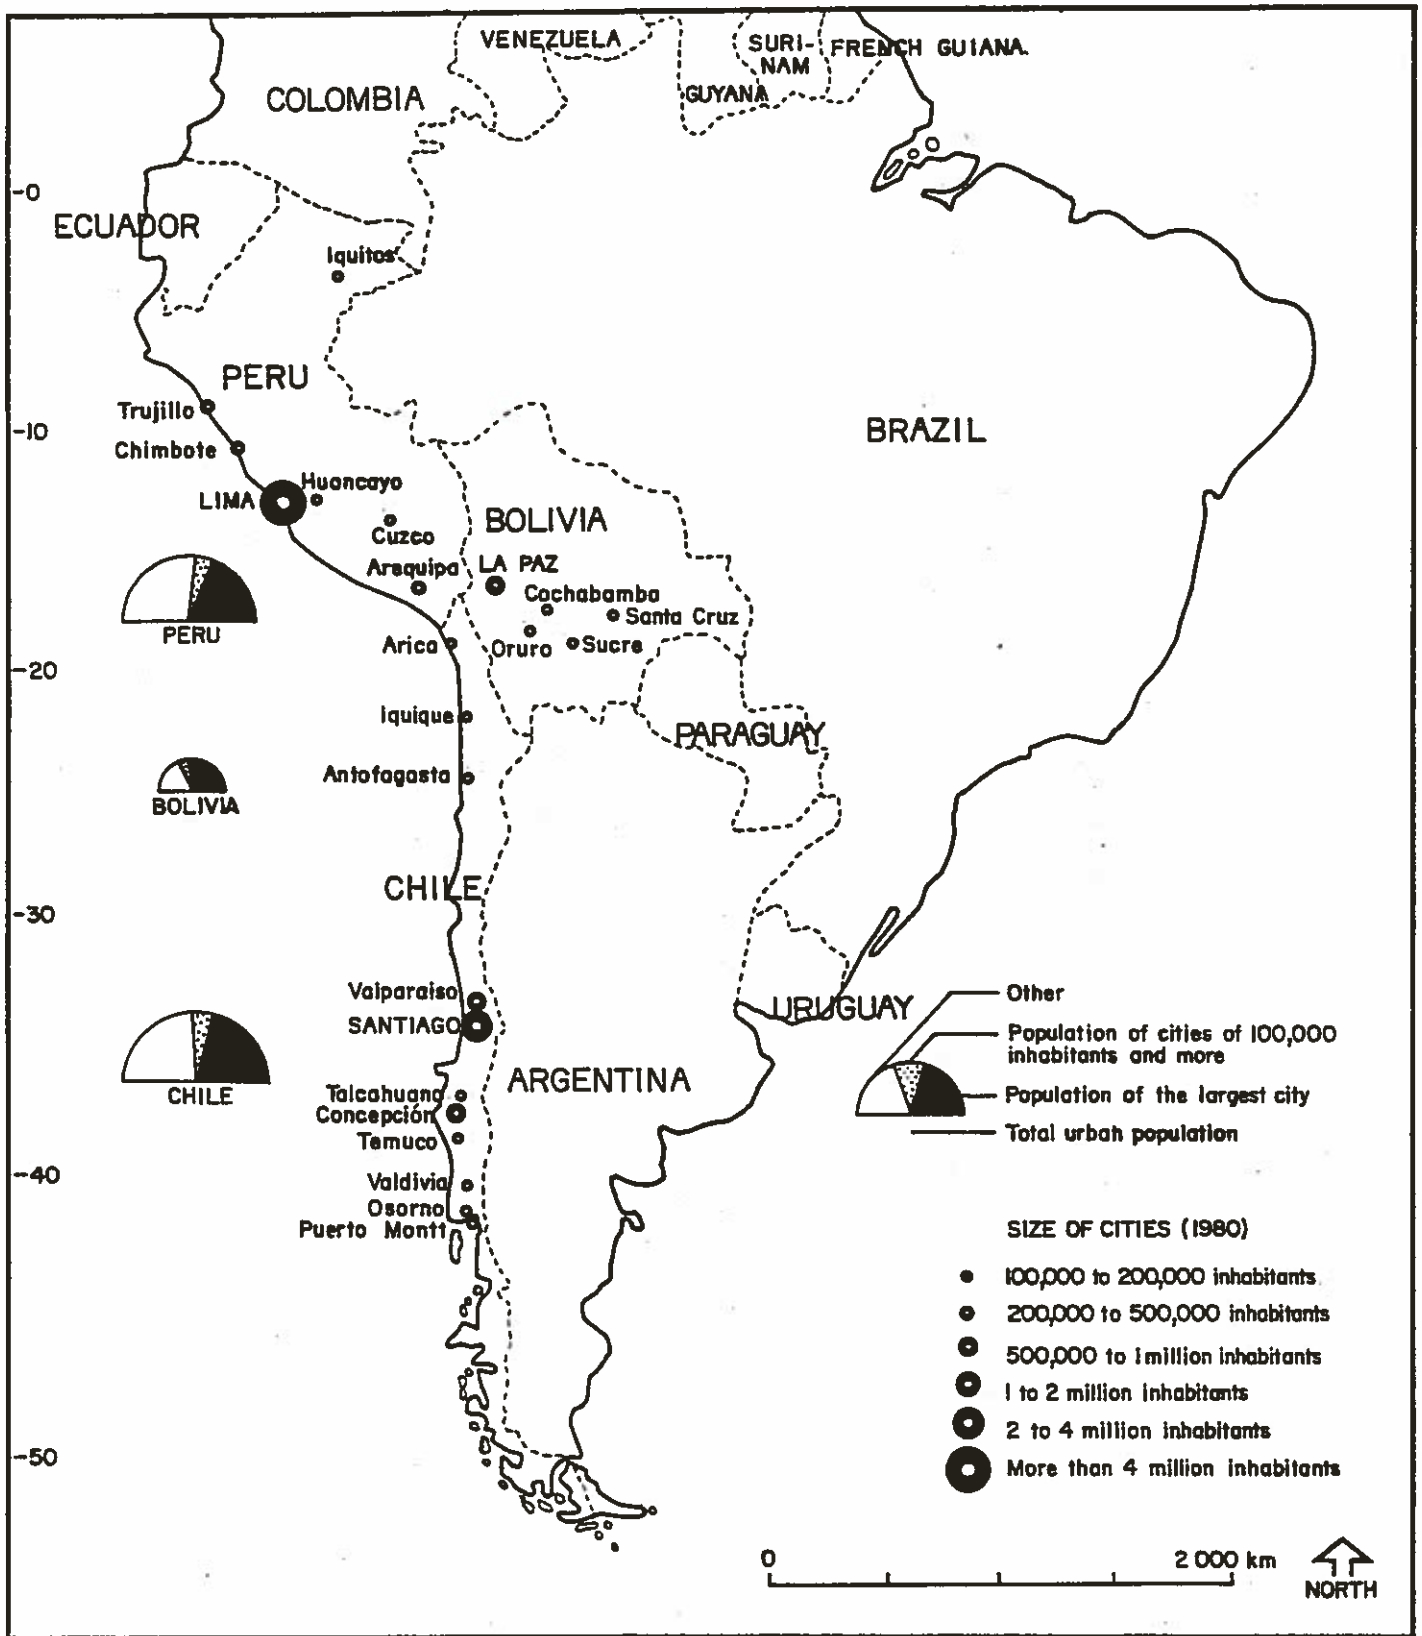 VENEZUELA
SURI-
NAM
FRENCH GUIANA.
COLOMBIA
GUYANA
-0
ECUADOR
Iquitos
PERU
Trujillo
-10
BRAZIL
Chimbote
Huancayo
LIMA
BOLIVIA
Cuzco
Arequipa
LA PAZ
Cochabamba
Santa Cruz
PERU
Arica
Oruro
Sucre
-20
Iquique
PARAGUAY
Antofagasta
BOLIVIA
CHILE
-30
Valparaiso
SANTIAGO
URUGUAY
Other
Population of cities of 100,000
inhabitants and more
ARGENTINA
CHILE
Talcahuano
Concepción
Temuco
Population of the largest city
Total urban population
-40
Valdivia
Osorno
Puerto Montt
SIZE OF CITIES (1980)
100,000 to 200,000 inhabitants
200,000 to 500,000 inhabitants
500,000 to 1 million inhabitants
1 to 2 million inhabitants
2 to 4 million inhabitants
More than 4 million inhabitants
-50
0
2 000 km
NORTH